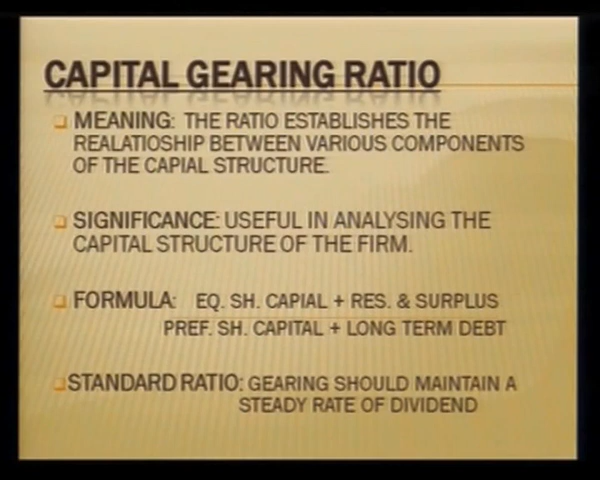 CAPITAL GEARING RATIO
MEANING: THE RATIO ESTABLISHES THE
REALATIOSHIP BETWEEN VARIOUS COMPONENTS
OF THE CAPIAL STRUCTURE.
SIGNIFICANCE: USEFUL IN ANALYSING THE
CAPITAL STRUCTURE OF THE FIRM.
FORMULA: EQ. SH. CAPIAL + RES. & SURPLUS
PREF. SH. CAPITAL + LONG TERM DEBT
STANDARD RATIO: GEARING SHOULD MAINTAIN A
STEADY RATE OF DIVIDEND